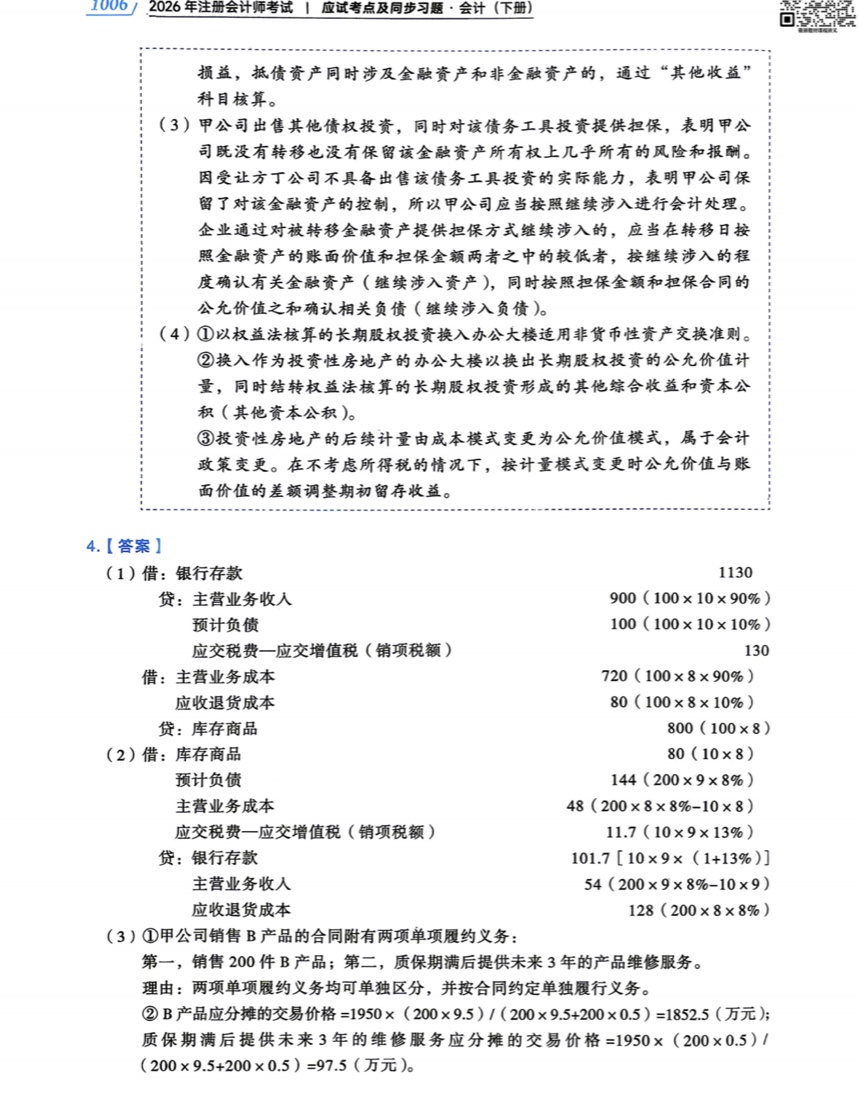 1006 2026年注册会计师考试 | 应试考点及同步习题·会计（下册）
损益，抵债资产同时涉及金融资产和非金融资产的，通过“其他收益”
科目核算。
（3）甲公司出售其他债权投资，同时对该债务工具投资提供担保，表明甲公
司既没有转移也没有保留该金融资产所有权上几乎所有的风险和报酬。
因受让方丁公司不具备出售该债务工具投资的实际能力，表明甲公司保
留了对该金融资产的控制，所以甲公司应当按照继续涉入进行会计处理。
企业通过对被转移金融资产提供担保方式继续涉入的，应当在转移日按
照金融资产的账面价值和担保金额两者之中的较低者，按继续涉入的程
度确认有关金融资产（继续涉入资产），同时按照担保金额和担保合同的
公允价值之和确认相关负债（继续涉入负债）。
（4）①以权益法核算的长期股权投资换入办公大楼适用非货币性资产交换准则。
②换入作为投资性房地产的办公大楼以换出长期股权投资的公允价值计
量，同时结转权益法核算的长期股权投资形成的其他综合收益和资本公
积（其他资本公积）。
③投资性房地产的后续计量由成本模式变更为公允价值模式，属于会计
政策变更。在不考虑所得税的情况下，按计量模式变更时公允价值与账
面价值的差额调整期初留存收益。
4.【答案】
（1）借：银行存款 1130
贷：主营业务收入 900（100×10×90%）
预计负债 100（100×10×10%）
应交税费—应交增值税（销项税额） 130
借：主营业务成本 720（100×8×90%）
应收退货成本 80（100×8×10%）
贷：库存商品 800（100×8）
（2）借：库存商品 80（10×8）
预计负债 144（200×9×8%）
主营业务成本 48（200×8×8%-10×8）
应交税费—应交增值税（销项税额） 11.7（10×9×13%）
贷：银行存款 101.7［10×9×（1+13%）］
主营业务收入 54（200×9×8%-10×9）
应收退货成本 128（200×8×8%）
（3）①甲公司销售B产品的合同附有两项单项履约义务：
第一，销售200件B产品；第二，质保期满后提供未来3年的产品维修服务。
理由：两项单项履约义务均可单独区分，并按合同约定单独履行义务。
②B产品应分摊的交易价格=1950×（200×9.5）/（200×9.5+200×0.5）=1852.5（万元）；
质保期满后提供未来3年的维修服务应分摊的交易价格=1950×（200×0.5）/
（200×9.5+200×0.5）=97.5（万元）。